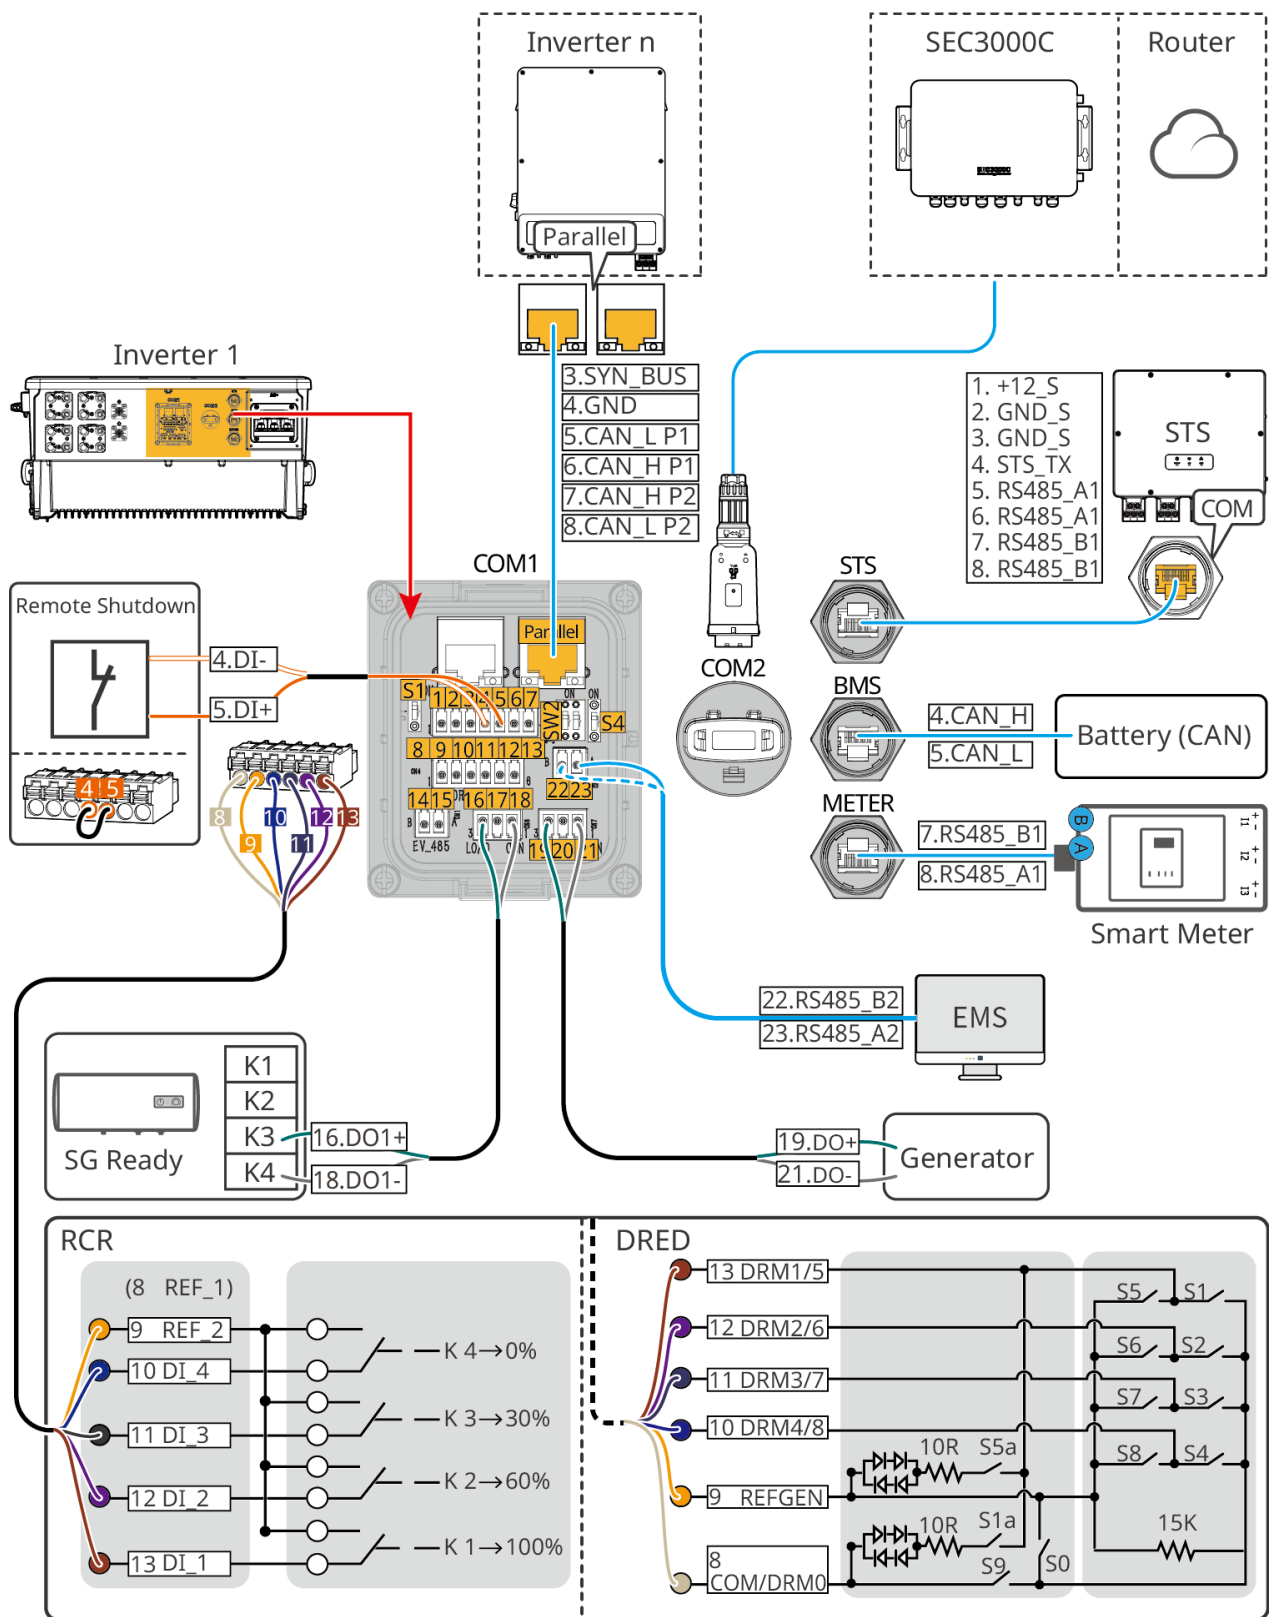 Inverter n
SEC3000C
Router
Parallel
Inverter 1
3.SYN_BUS
4.GND
5.CAN_L P1
6.CAN_H P1
7.CAN_H P2
8.CAN_L P2
1. +12_S
2. GND_S
3. GND_S
4. STS_TX
5. RS485_A1
6. RS485_A1
7. RS485_B1
8. RS485_B1
STS
COM
COM1
STS
Remote Shutdown
4.DI-
5.DI+
4 5
Parallel
ON ON
S1
1 2 3 4 5 6 7
SW2
S4
8 9 10 11 12 13
22 23
14 15
16 17 18
19 20 21
B A
EV_485
COM2
BMS
4.CAN_H
5.CAN_L
Battery (CAN)
METER
7.RS485_B1
8.RS485_A1
B
A
I1 + -
I2 + -
I3 + -
Smart Meter
8 9 10 11 12 13
22.RS485_B2
23.RS485_A2
EMS
SG Ready
K1
K2
K3
K4
16.DO1+
18.DO1-
19.DO+
21.DO-
Generator
RCR
(8 REF_1)
9 REF_2
10 DI_4
11 DI_3
12 DI_2
13 DI_1
K 4→0%
K 3→30%
K 2→60%
K 1→100%
DRED
13 DRM1/5
12 DRM2/6
11 DRM3/7
10 DRM4/8
9 REFGEN
8
COM/DRM0
S5 S1
S6 S2
S7 S3
S8 S4
10R S5a
10R S1a
S9
S0
15K